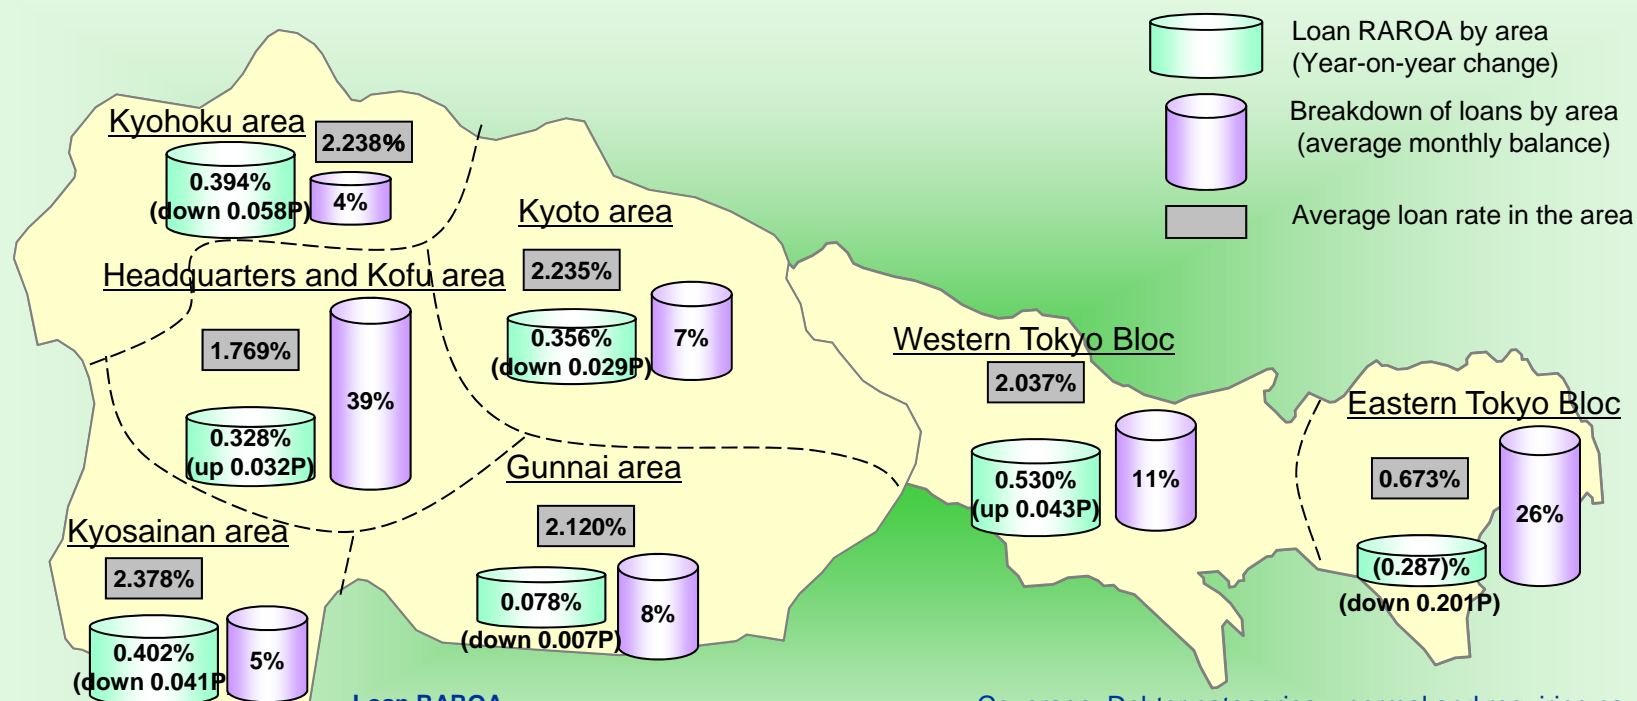 Loan RAROA by area
(Year-on-year change)
Breakdown of loans by area
(average monthly balance)
Average loan rate in the area
Kyohoku area
2.238%
0.394%
(down 0.058P)
4%
Kyoto area
2.235%
0.356%
(down 0.029P)
7%
Headquarters and Kofu area
1.769%
0.328%
(up 0.032P)
39%
Western Tokyo Bloc
2.037%
0.530%
(up 0.043P)
11%
Eastern Tokyo Bloc
0.673%
(0.287)%
(down 0.201P)
26%
Gunnai area
2.120%
0.078%
(down 0.007P)
8%
Kyosainan area
2.378%
0.402%
(down 0.041P
5%
Loan RAROA